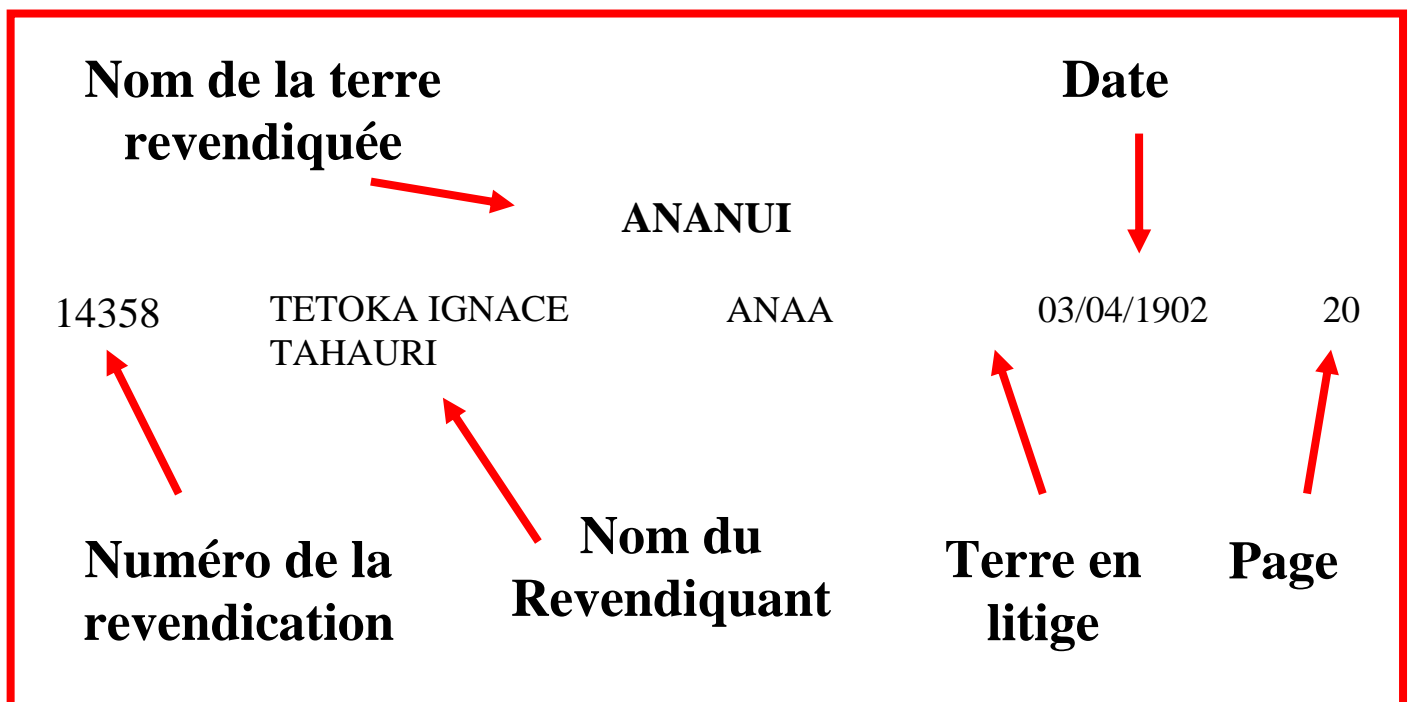 Nom de la terre
revendiquée
Date
ANANUI
14358 TETOKA IGNACE ANAA 03/04/1902 20
TAHAURI
Numéro de la
revendication
Nom du
Revendiquant
Terre en
litige
Page